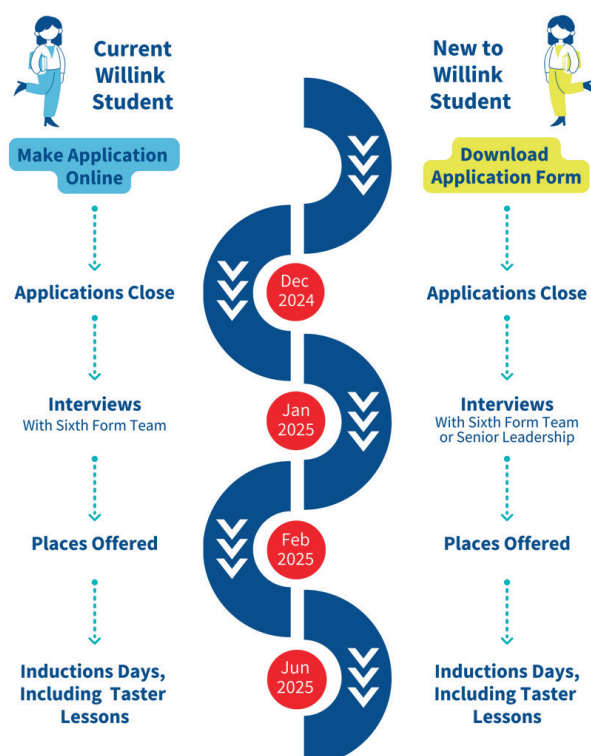 Current
Willink
Student
New to
Willink
Student
Make Application
Online
Download
Application Form
Applications Close
Dec
2024
Applications Close
Interviews
With Sixth Form Team
Jan
2025
Interviews
With Sixth Form Team
or Senior Leadership
Places Offered
Feb
2025
Places Offered
Inductions Days,
Including Taster
Lessons
Jun
2025
Inductions Days,
Including Taster
Lessons